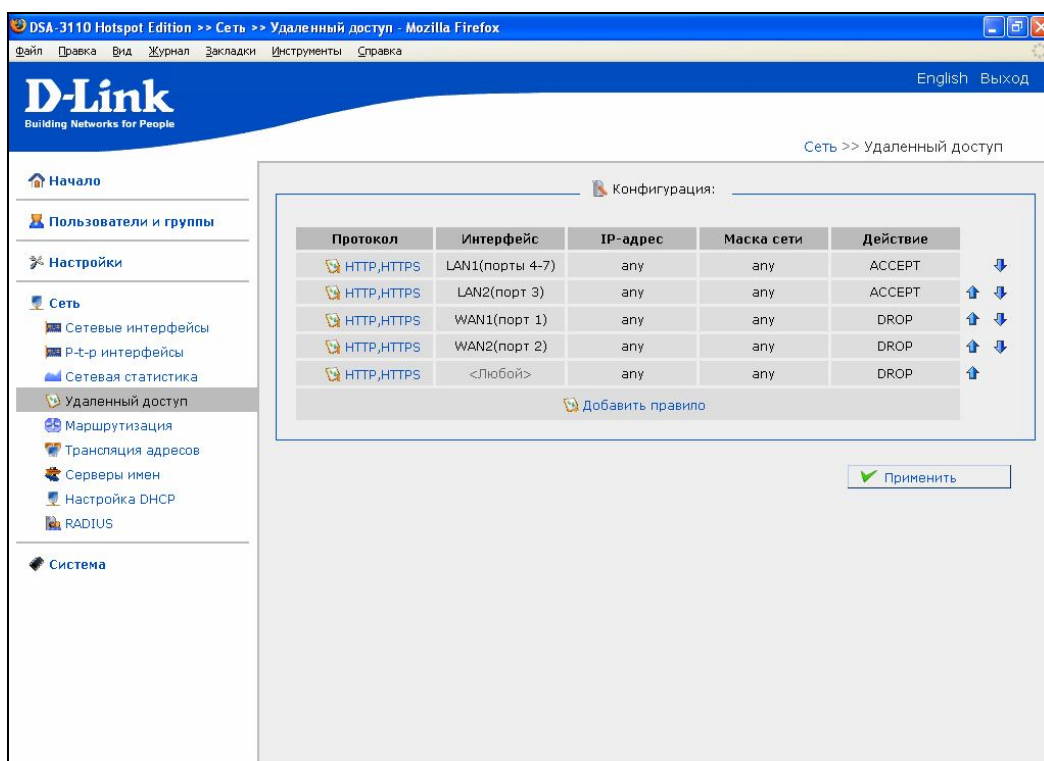 DSA-3110 Hotspot Edition >> Сеть >> Удаленный доступ - Mozilla Firefox
Файл Правка Вид Журнал Закладки Инструменты Справка
D-Link
Building Networks for People
English Выход
Сеть >> Удаленный доступ
Начало
Пользователи и группы
Настройки
Сеть
Сетевые интерфейсы
P-t-p интерфейсы
Сетевая статистика
Удаленный доступ
Маршрутизация
Трансляция адресов
Серверы имен
Настройка DHCP
RADIUS
Система
Конфигурация:
Протокол Интерфейс IP-адрес Маска сети Действие
HTTP,HTTPS LAN1(порты 4-7) any any ACCEPT
HTTP,HTTPS LAN2(порт 3) any any ACCEPT
HTTP,HTTPS WAN1(порт 1) any any DROP
HTTP,HTTPS WAN2(порт 2) any any DROP
HTTP,HTTPS <Любой> any any DROP
Добавить правило
Применить